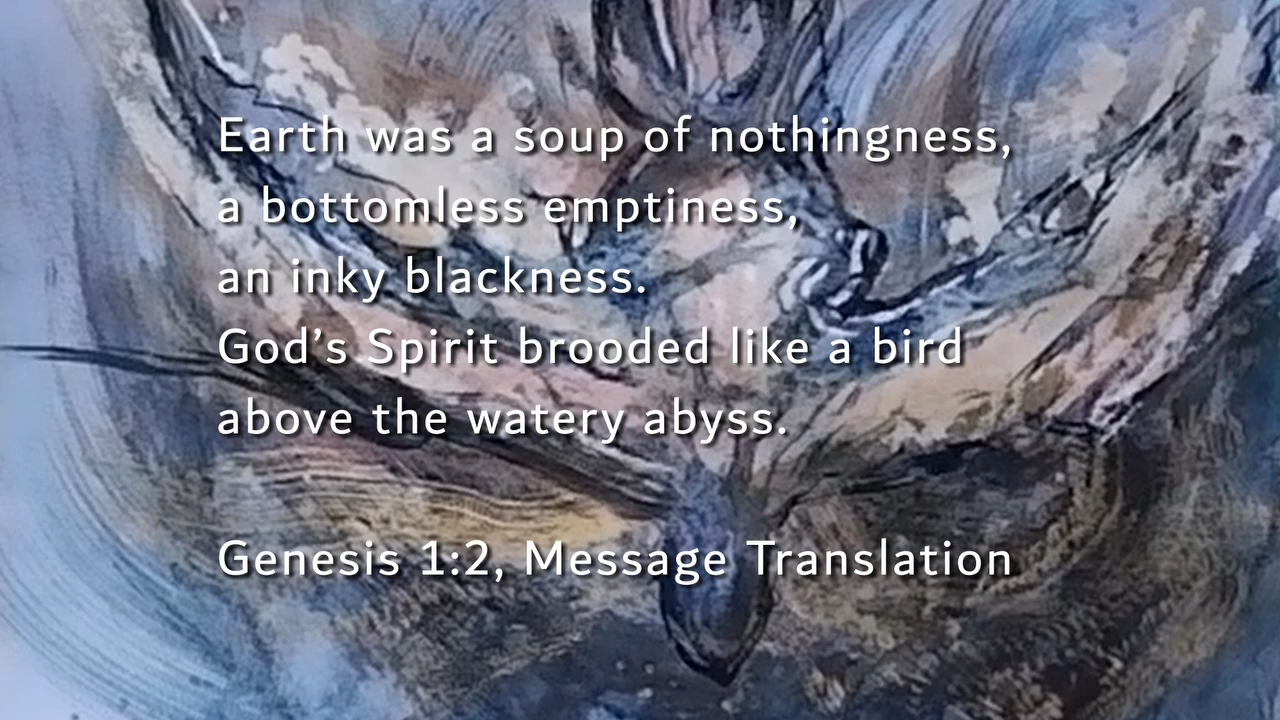 Earth was a soup of nothingness,
a bottomless emptiness,
an inky blackness.
God’s Spirit brooded like a bird
above the watery abyss.
Genesis 1:2, Message Translation